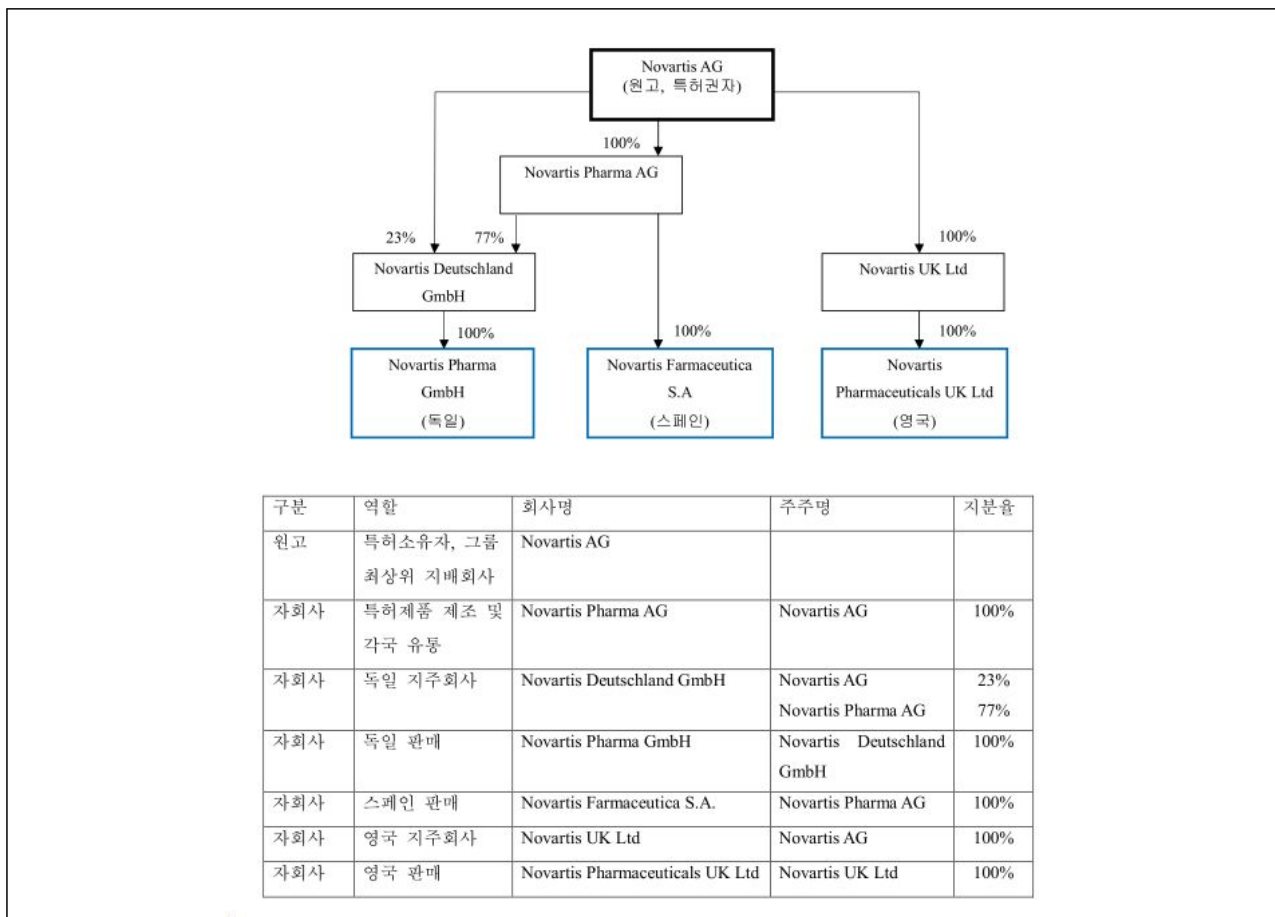 Novartis AG
(원고, 특허권자)
100%
Novartis Pharma AG
23%
77%
100%
Novartis Deutschland
GmbH
Novartis UK Ltd
100%
100%
100%
Novartis Pharma
GmbH
(독일)
Novartis Farmaceutica
S.A
(스페인)
Novartis
Pharmaceuticals UK Ltd
(영국)
구분 역할 회사명 주주명 지분율
원고 특허소유자, 그룹 Novartis AG
최상위 지배회사
자회사 특허제품 제조 및 Novartis Pharma AG Novartis AG 100%
각국 유통
자회사 독일 지주회사 Novartis Deutschland GmbH Novartis AG 23%
Novartis Pharma AG 77%
자회사 독일 판매 Novartis Pharma GmbH Novartis Deutschland 100%
GmbH
자회사 스페인 판매 Novartis Farmaceutica S.A. Novartis Pharma AG 100%
자회사 영국 지주회사 Novartis UK Ltd Novartis AG 100%
자회사 영국 판매 Novartis Pharmaceuticals UK Ltd Novartis UK Ltd 100%